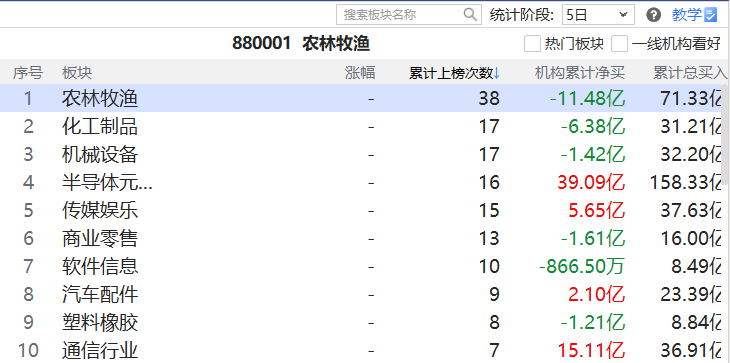 搜索板块名称 统计阶段: 5日 ? 教学
880001 农林牧渔
热门板块 一线机构看好
序号 板块 涨幅 累计上榜次数↓ 机构累计净买 累计总买入
1 农林牧渔 - 38 -11.48亿 71.33亿
2 化工制品 - 17 -6.38亿 31.21亿
3 机械设备 - 17 -1.42亿 32.20亿
4 半导体元... - 16 39.09亿 158.33亿
5 传媒娱乐 - 15 5.65亿 37.63亿
6 商业零售 - 13 -1.61亿 16.00亿
7 软件信息 - 10 -866.50万 8.49亿
8 汽车配件 - 9 2.10亿 23.39亿
9 塑料橡胶 - 8 -1.21亿 8.84亿
10 通信行业 - 7 15.11亿 36.91亿